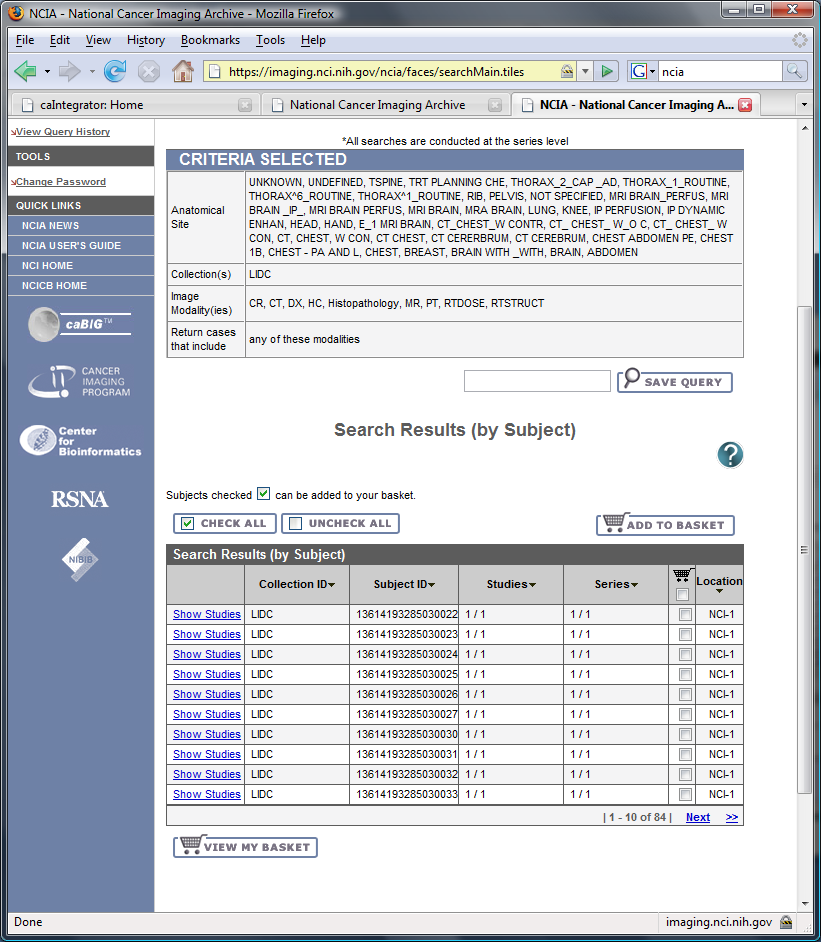 NCIA - National Cancer Imaging Archive - Mozilla Firefox
File Edit View History Bookmarks Tools Help
https://imaging.nci.nih.gov/ncia/faces/searchMain.tiles
G ncia
caIntegrator: Home
National Cancer Imaging Archive
NCIA - National Cancer Imaging A...
View Query History
TOOLS
Change Password
QUICK LINKS
NCIA NEWS
NCIA USER'S GUIDE
NCI HOME
NCICB HOME
caBIG™
CANCER
IMAGING
PROGRAM
Center
for
Bioinformatics
RSNA
NIBIB
*All searches are conducted at the series level
CRITERIA SELECTED
Anatomical
Site
UNKNOWN, UNDEFINED, TSPINE, TRT PLANNING CHE, THORAX_2_CAP _AD, THORAX_1_ROUTINE,
THORAX^6_ROUTINE, THORAX^1_ROUTINE, RIB, PELVIS, NOT SPECIFIED, MRI BRAIN_PERFUS, MRI
BRAIN _IP_, MRI BRAIN PERFUS, MRI BRAIN, MRA BRAIN, LUNG, KNEE, IP PERFUSION, IP DYNAMIC
ENHAN, HEAD, HAND, E_1 MRI BRAIN, CT_CHEST_W CONTR, CT_ CHEST_ W_O C, CT_ CHEST_ W
CON, CT, CHEST, W CON, CT CHEST, CT CERERBRUM, CT CEREBRUM, CHEST ABDOMEN PE, CHEST
1B, CHEST - PA AND L, CHEST, BREAST, BRAIN WITH _WITH, BRAIN, ABDOMEN
Collection(s) LIDC
Image
Modality(ies)
CR, CT, DX, HC, Histopathology, MR, PT, RTDOSE, RTSTRUCT
Return cases
that include
any of these modalities
SAVE QUERY
Search Results (by Subject)
?
Subjects checked can be added to your basket.
CHECK ALL UNCHECK ALL ADD TO BASKET
Search Results (by Subject)
Collection ID Subject ID Studies Series Location
Show Studies LIDC 13614193285030022 1 / 1 1 / 1 NCI-1
Show Studies LIDC 13614193285030023 1 / 1 1 / 1 NCI-1
Show Studies LIDC 13614193285030024 1 / 1 1 / 1 NCI-1
Show Studies LIDC 13614193285030025 1 / 1 1 / 1 NCI-1
Show Studies LIDC 13614193285030026 1 / 1 1 / 1 NCI-1
Show Studies LIDC 13614193285030027 1 / 1 1 / 1 NCI-1
Show Studies LIDC 13614193285030030 1 / 1 1 / 1 NCI-1
Show Studies LIDC 13614193285030031 1 / 1 1 / 1 NCI-1
Show Studies LIDC 13614193285030032 1 / 1 1 / 1 NCI-1
Show Studies LIDC 13614193285030033 1 / 1 1 / 1 NCI-1
| 1 - 10 of 84 | Next >>
VIEW MY BASKET
Done imaging.nci.nih.gov